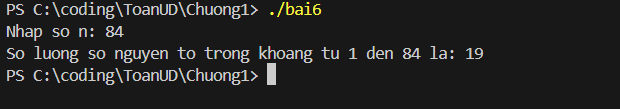 PS C:\coding\ToanUD\Chuong1> ./bai6
Nhap so n: 84
So luong so nguyen to trong khoang tu 1 den 84 la: 19
PS C:\coding\ToanUD\Chuong1>